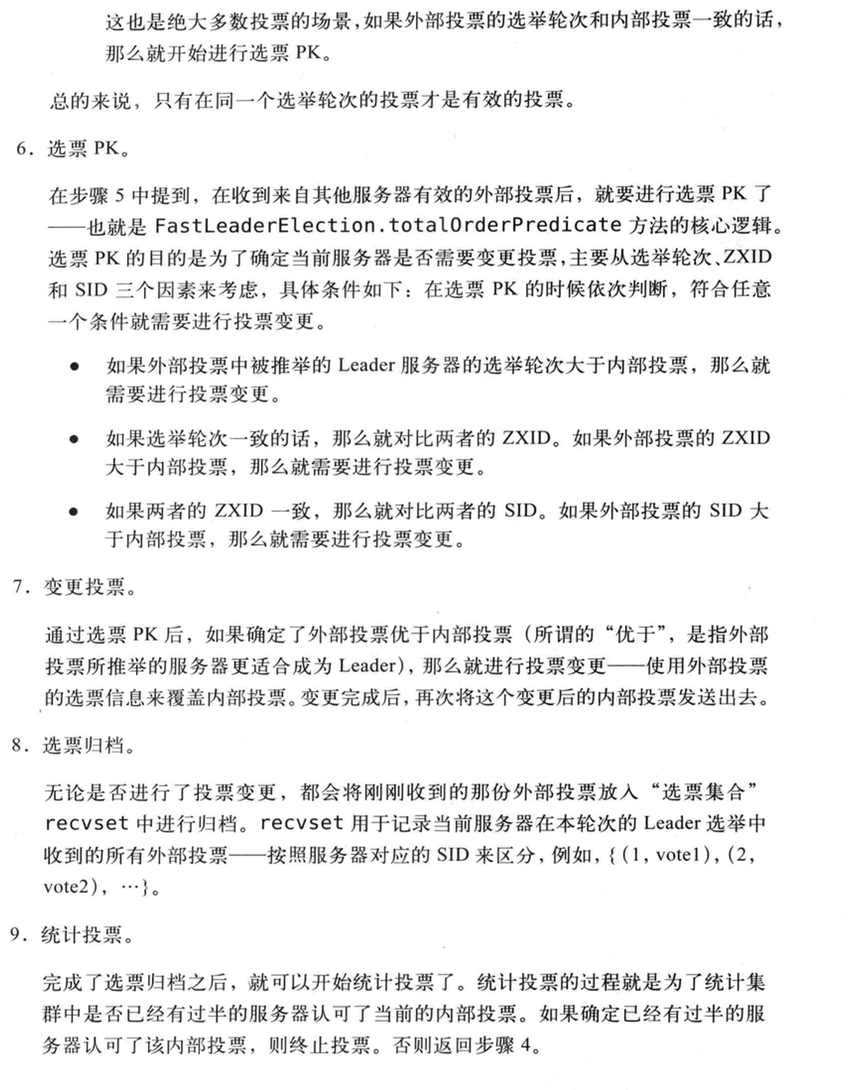 这也是绝大多数投票的场景，如果外部投票的选举轮次和内部投票一致的话，
那么就开始进行选票 PK。
总的来说，只有在同一个选举轮次的投票才是有效的投票。
6．选票 PK。
在步骤 5 中提到，在收到来自其他服务器有效的外部投票后，就要进行选票 PK 了
——也就是 FastLeaderElection.totalOrderPredicate 方法的核心逻辑。
选票 PK 的目的是为了确定当前服务器是否需要变更投票，主要从选举轮次、ZXID
和 SID 三个因素来考虑，具体条件如下：在选票 PK 的时候依次判断，符合任意
一个条件就需要进行投票变更。
● 如果外部投票中被推举的 Leader 服务器的选举轮次大于内部投票，那么就
需要进行投票变更。
● 如果选举轮次一致的话，那么就对比两者的 ZXID。如果外部投票的 ZXID
大于内部投票，那么就需要进行投票变更。
● 如果两者的 ZXID 一致，那么就对比两者的 SID。如果外部投票的 SID 大
于内部投票，那么就需要进行投票变更。
7．变更投票。
通过选票 PK 后，如果确定了外部投票优于内部投票（所谓的“优于”，是指外部
投票所推举的服务器更适合成为 Leader），那么就进行投票变更——使用外部投票
的选票信息来覆盖内部投票。变更完成后，再次将这个变更后的内部投票发送出去。
8．选票归档。
无论是否进行了投票变更，都会将刚刚收到的那份外部投票放入“选票集合”
recvset 中进行归档。recvset 用于记录当前服务器在本轮次的 Leader 选举中
收到的所有外部投票——按照服务器对应的 SID 来区分，例如，{（1，vote1），（2，
vote2），…}。
9．统计投票。
完成了选票归档之后，就可以开始统计投票了。统计投票的过程就是为了统计集
群中是否已经有过半的服务器认可了当前的内部投票。如果确定已经有过半的服
务器认可了该内部投票，则终止投票。否则返回步骤 4。